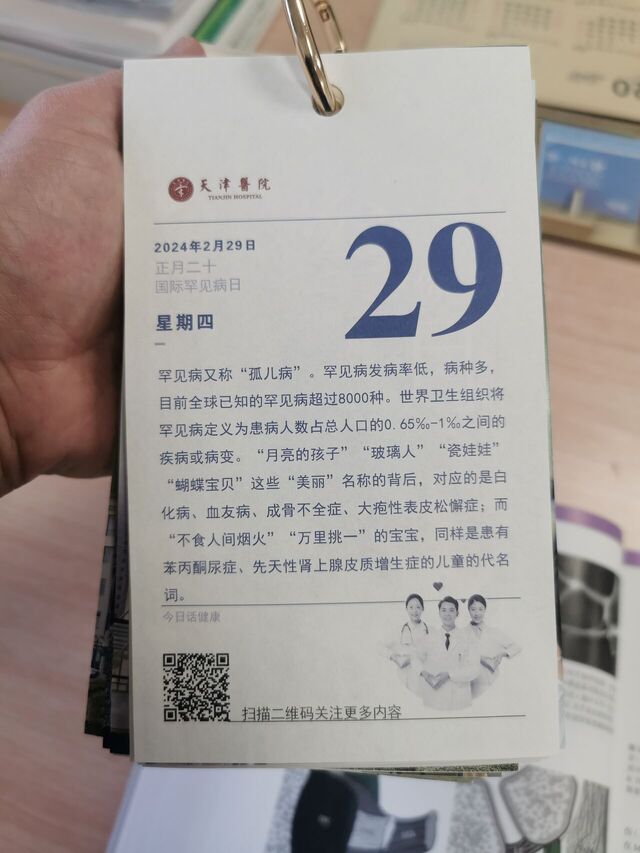 天津醫院
TIANJIN HOSPITAL
2024年2月29日
正月二十
国际罕见病日
星期四
29
罕见病又称“孤儿病”。罕见病发病率低，病种多，
目前全球已知的罕见病超过8000种。世界卫生组织将
罕见病定义为患病人数占总人口的0.65‰-1‰之间的
疾病或病变。“月亮的孩子”“玻璃人”“瓷娃娃”
“蝴蝶宝贝”这些“美丽”名称的背后，对应的是白
化病、血友病、成骨不全症、大疱性表皮松懈症；而
“不食人间烟火”“万里挑一”的宝宝，同样是患有
苯丙酮尿症、先天性肾上腺皮质增生症的儿童的代名
词。
今日话健康
扫描二维码关注更多内容